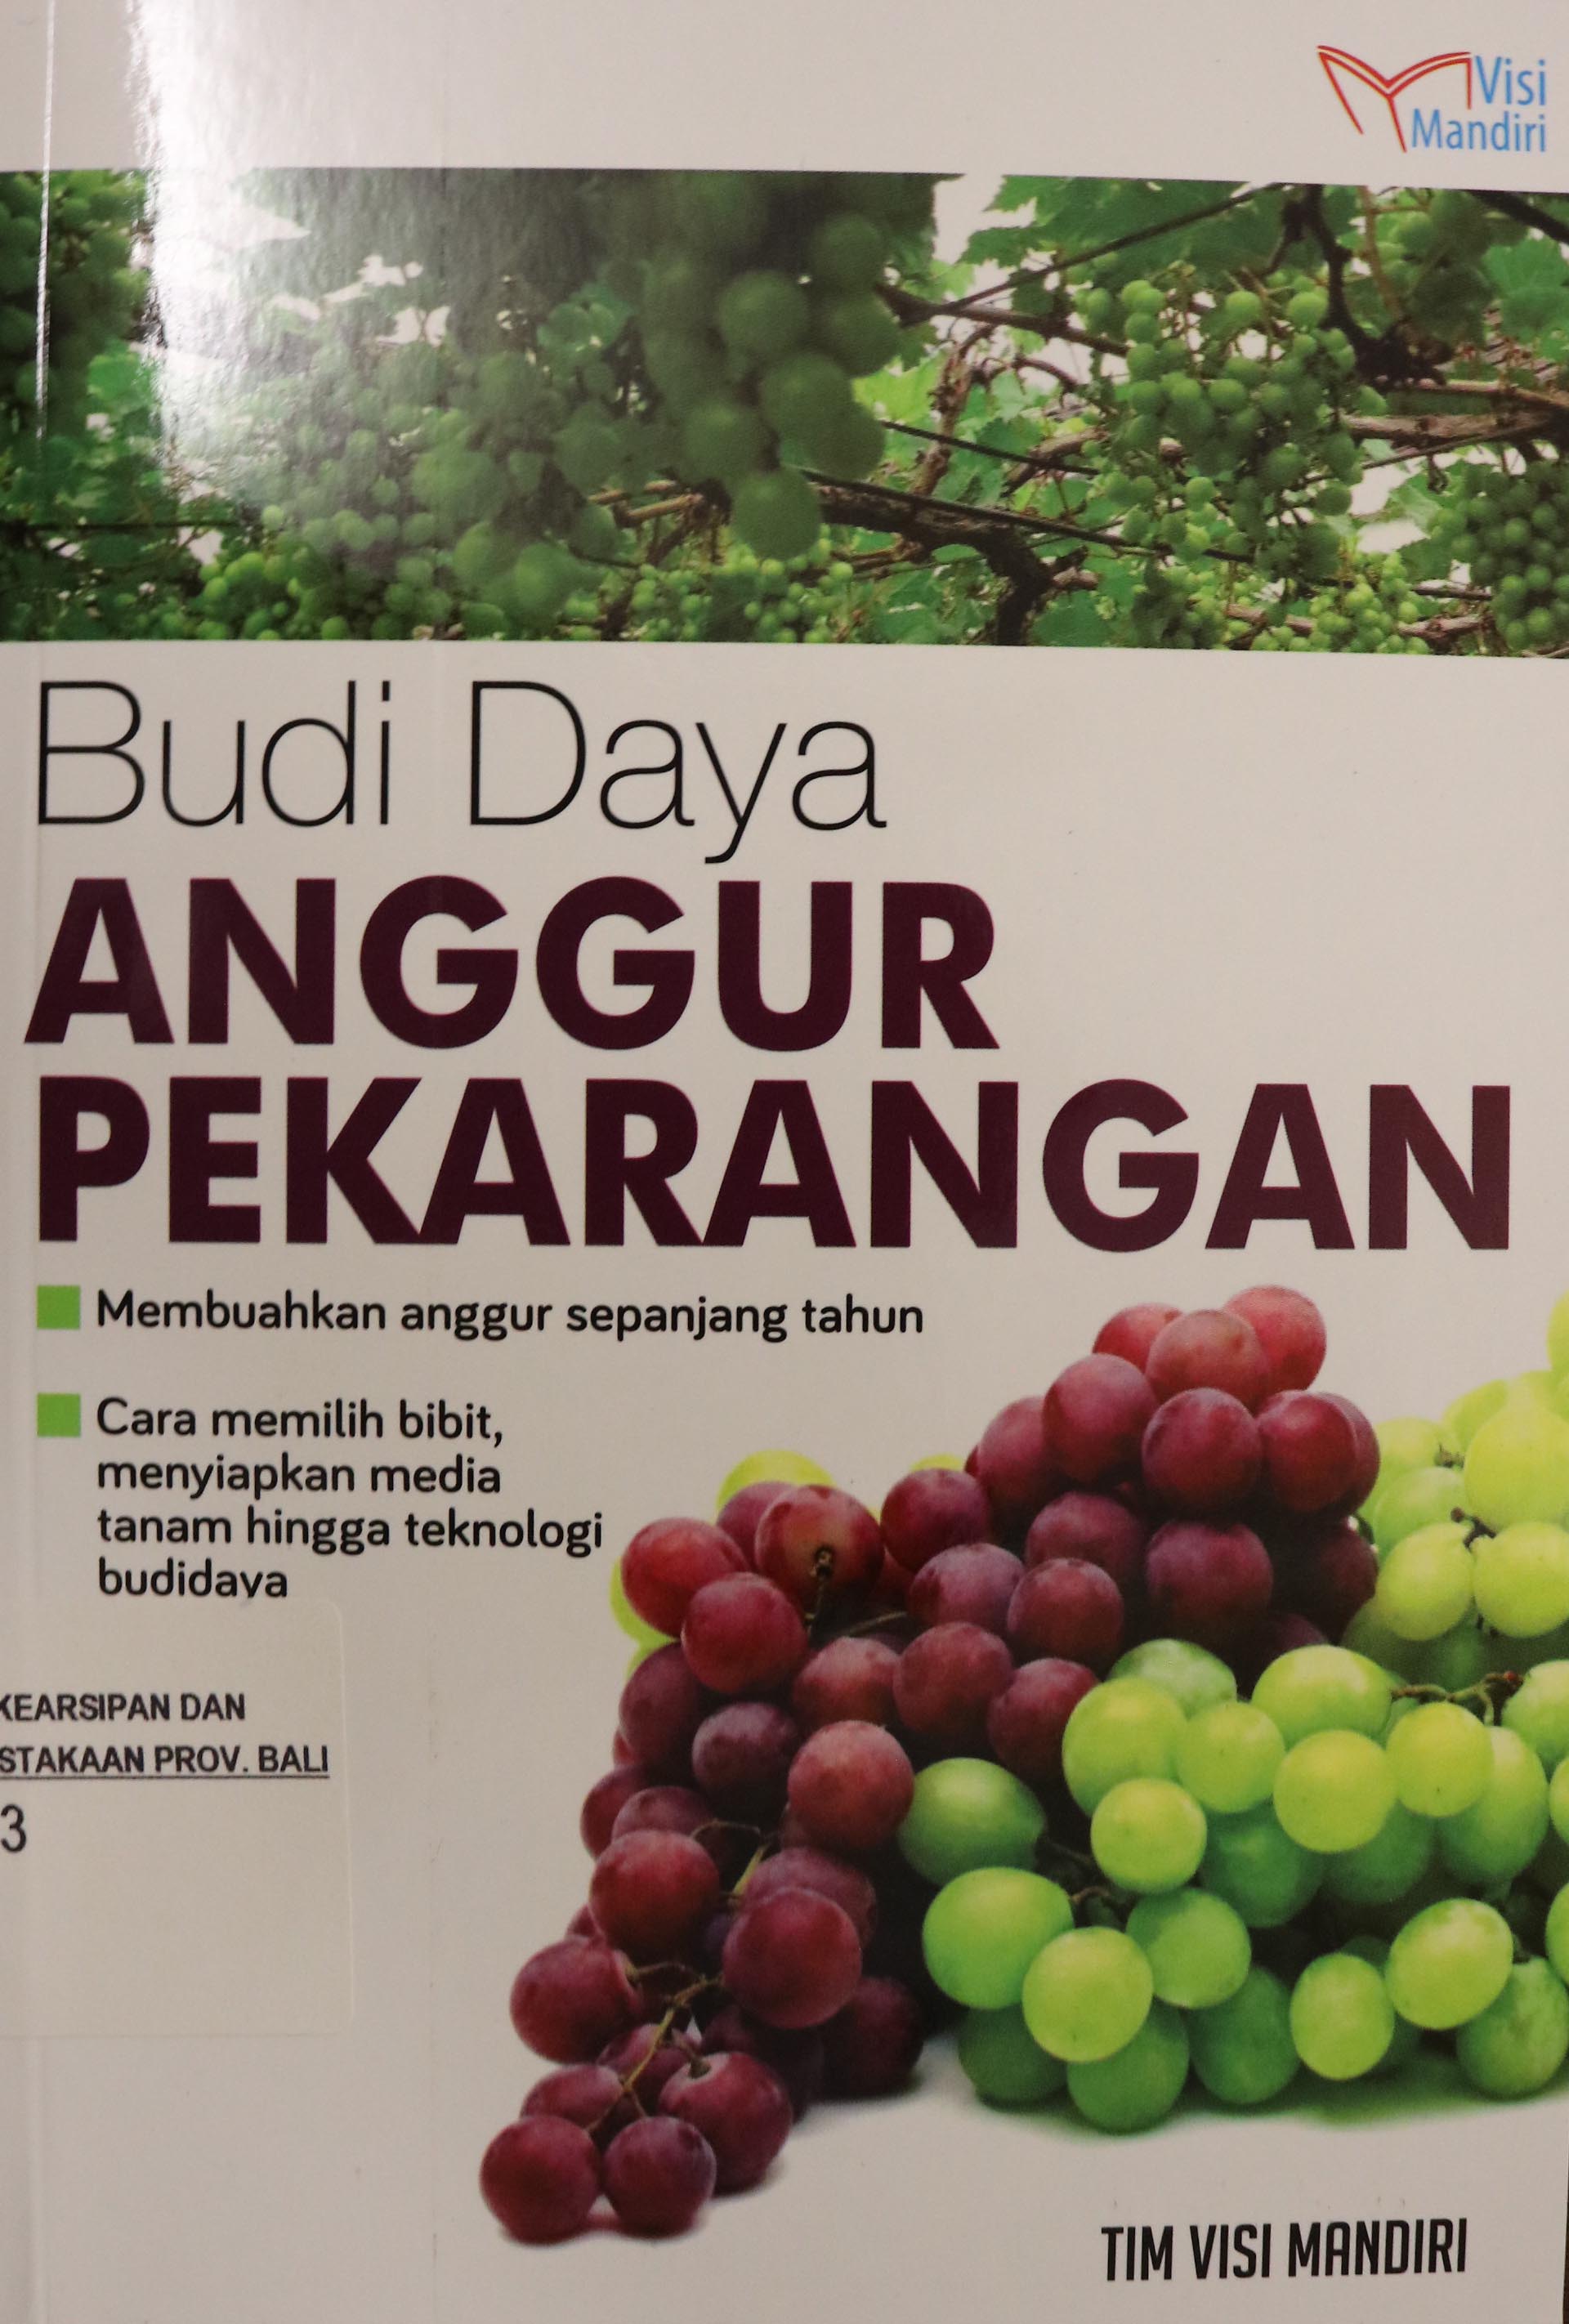 Visi
Mandiri
Budi Daya
ANGGUR
PEKARANGAN
Membuahkan anggur sepanjang tahun
Cara memilih bibit,
menyiapkan media
tanam hingga teknologi
budidaya
KEARSIPAN DAN
STAKAAN PROV. BALI
3
TIM VISI MANDIRI